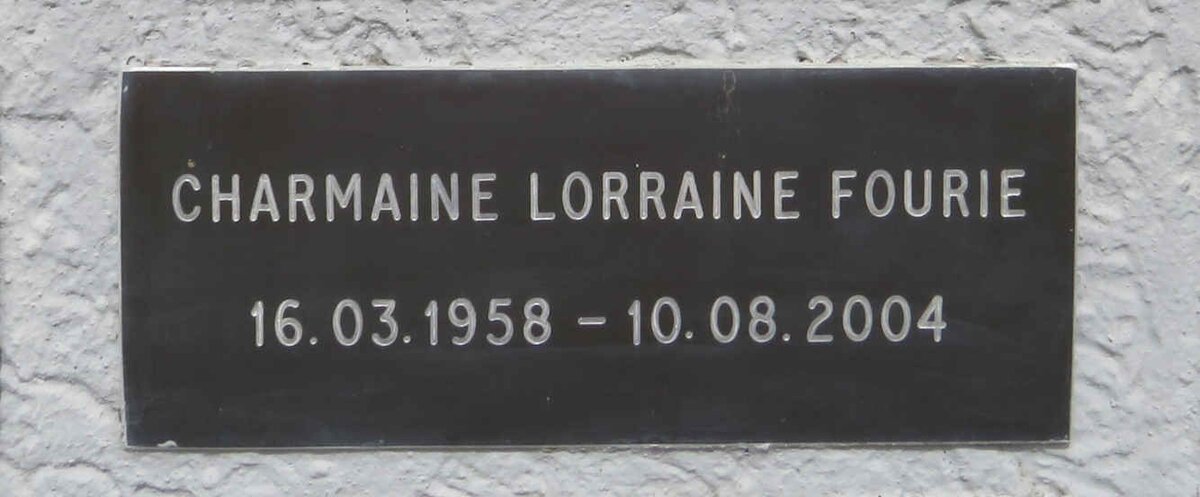 CHARMAINE LORRAINE FOURIE
16.03.1958 – 10.08.2004